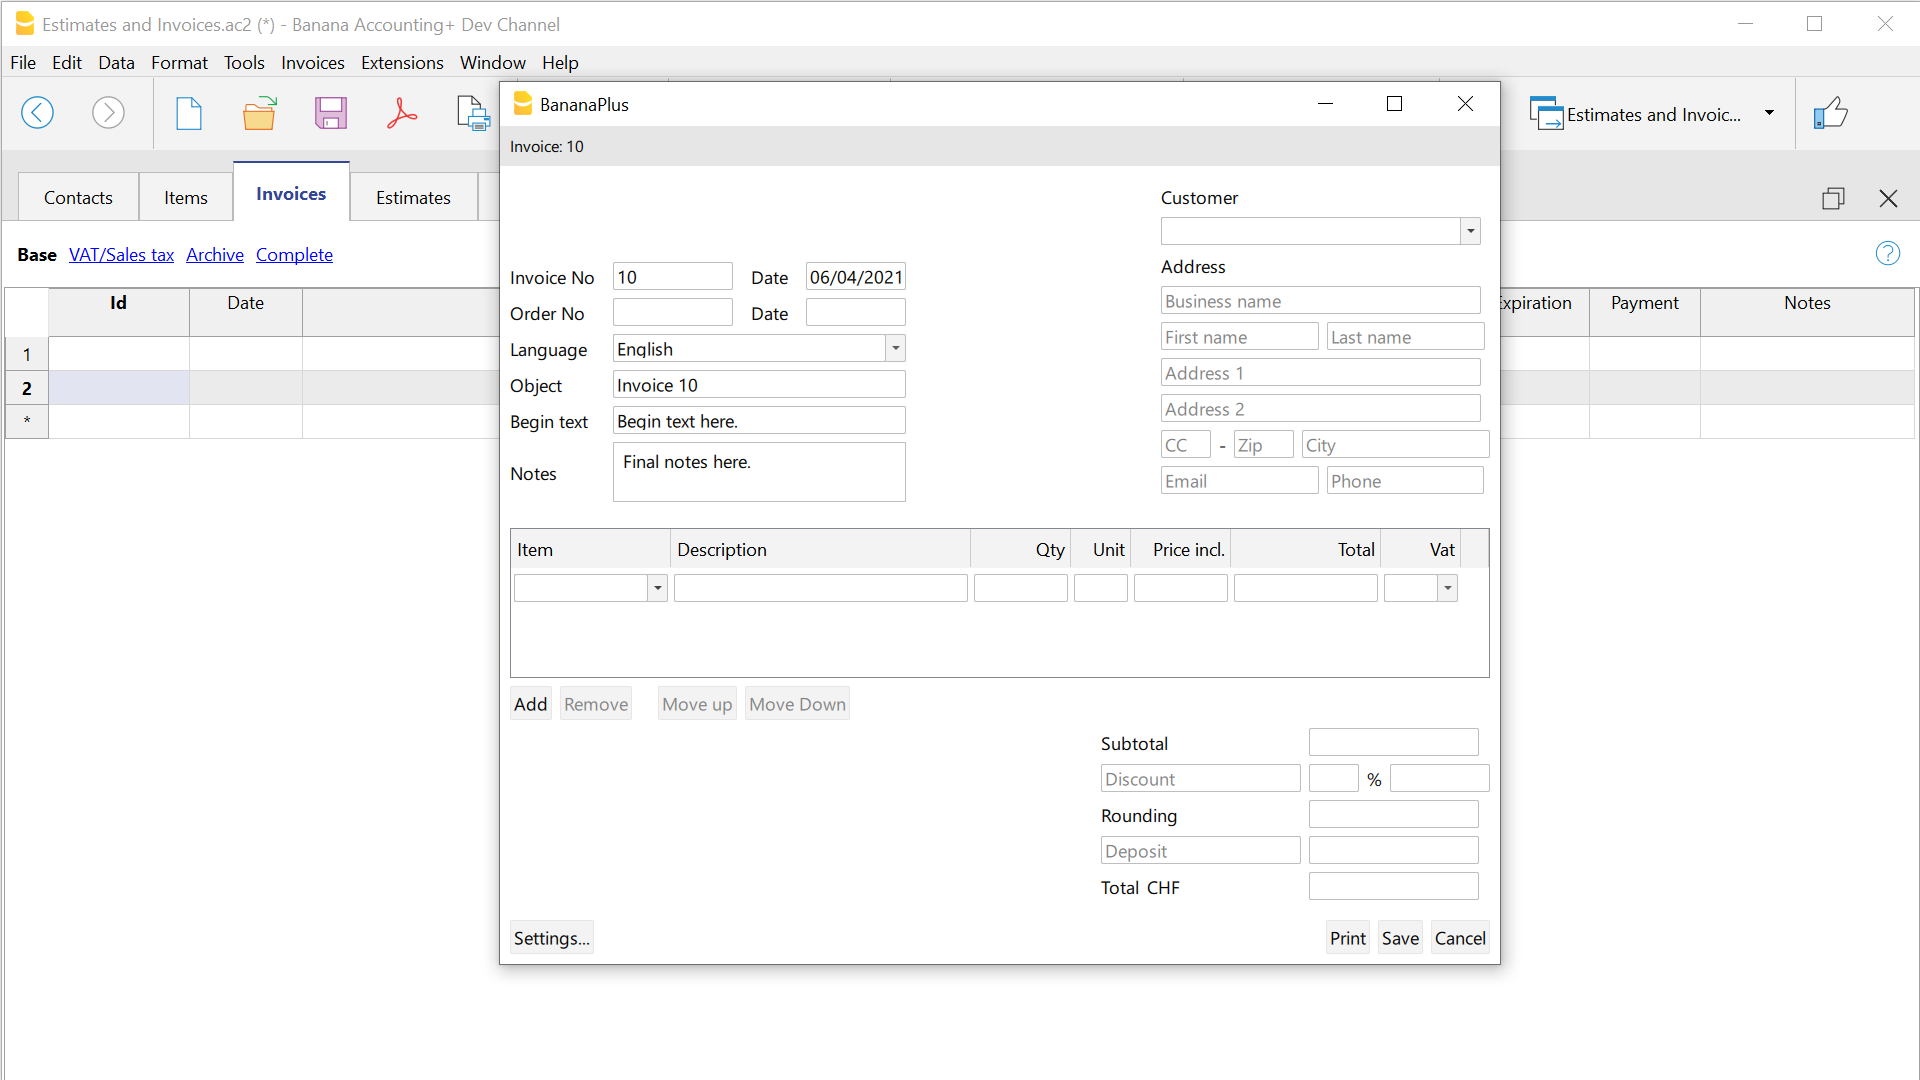 Estimates and Invoices.ac2 (*) - Banana Accounting+ Dev Channel
File Edit Data Format Tools Invoices Extensions Window Help
Estimates and Invoic...
Contacts Items Invoices Estimates
Base VAT/Sales tax Archive Complete
Id Date Expiration Payment Notes
1
2
*
BananaPlus
Invoice: 10
Customer
Address
Business name
First name Last name
Address 1
Address 2
CC - Zip City
Email Phone
Invoice No 10 Date 06/04/2021
Order No Date
Language English
Object Invoice 10
Begin text Begin text here.
Notes Final notes here.
Item Description Qty Unit Price incl. Total Vat
Add Remove Move up Move Down
Subtotal
Discount %
Rounding
Deposit
Total CHF
Settings... Print Save Cancel